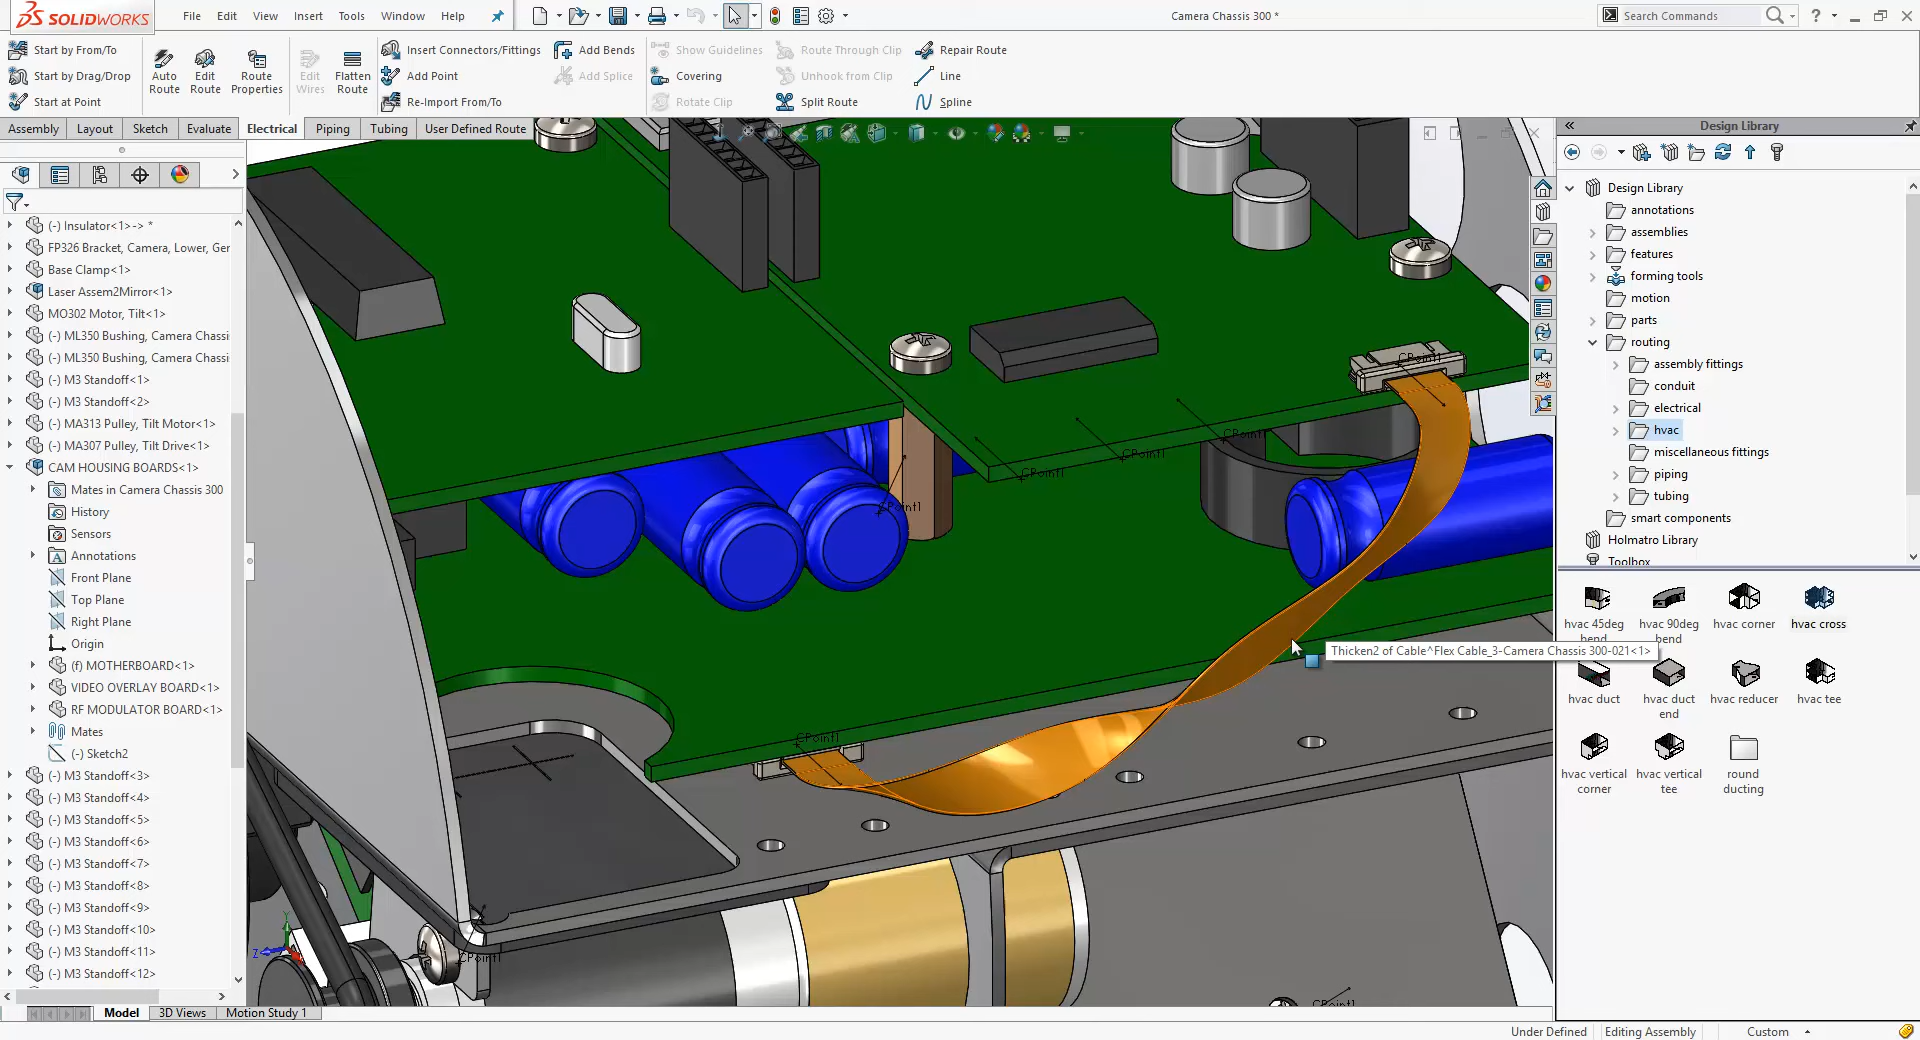 SOLIDWORKS
File Edit View Insert Tools Window Help
Camera Chassis 300 *
Search Commands
Start by From/To
Start by Drag/Drop
Start at Point
Auto Route
Edit Route
Route Properties
Edit Wires
Flatten Route
Insert Connectors/Fittings
Add Point
Re-Import From/To
Add Bends
Add Splice
Show Guidelines
Covering
Rotate Clip
Route Through Clip
Unhook from Clip
Split Route
Repair Route
Line
Spline
Assembly Layout Sketch Evaluate Electrical Piping Tubing User Defined Route
(-) Insulator<1>-> *
FP326 Bracket, Camera, Lower, Ger
Base Clamp<1>
Laser Assem2Mirror<1>
MO302 Motor, Tilt<1>
(-) ML350 Bushing, Camera Chassi
(-) ML350 Bushing, Camera Chassi
(-) M3 Standoff<1>
(-) M3 Standoff<2>
(-) MA313 Pulley, Tilt Motor<1>
(-) MA307 Pulley, Tilt Drive<1>
CAM HOUSING BOARDS<1>
Mates in Camera Chassis 300
History
Sensors
Annotations
Front Plane
Top Plane
Right Plane
Origin
(f) MOTHERBOARD<1>
VIDEO OVERLAY BOARD<1>
RF MODULATOR BOARD<1>
Mates
(-) Sketch2
(-) M3 Standoff<3>
(-) M3 Standoff<4>
(-) M3 Standoff<5>
(-) M3 Standoff<6>
(-) M3 Standoff<7>
(-) M3 Standoff<8>
(-) M3 Standoff<9>
(-) M3 Standoff<10>
(-) M3 Standoff<11>
(-) M3 Standoff<12>
CPoint1
CPoint1
CPoint1
CPoint1
CPoint1
CPoint1
CPoint1
CPoint1
Y
Z
Thicken2 of Cable^Flex Cable_3-Camera Chassis 300-021<1>
Design Library
Design Library
annotations
assemblies
features
forming tools
motion
parts
routing
assembly fittings
conduit
electrical
hvac
miscellaneous fittings
piping
tubing
smart components
Holmatro Library
Toolbox
hvac 45deg bend
hvac 90deg bend
hvac corner
hvac cross
hvac duct
hvac duct end
hvac reducer
hvac tee
hvac vertical corner
hvac vertical tee
round ducting
Model 3D Views Motion Study 1
Under Defined Editing Assembly Custom